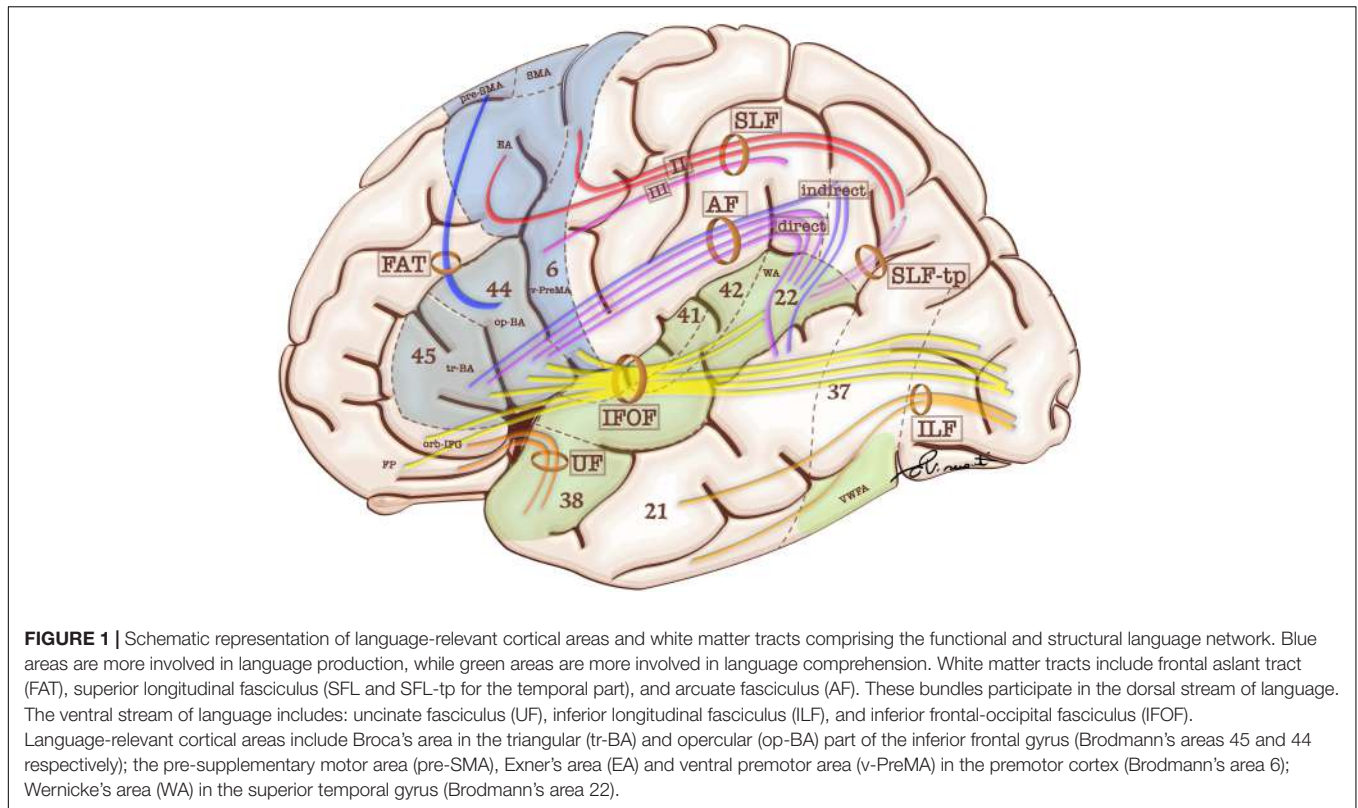 SMA
pre-SMA
EA
SLF
II
III
indirect
AF
direct
FAT
6
v-PreMA
44
op-BA
WA
42
22
41
SLF-tp
45
tr-BA
37
IFOF
ILF
orb-IFG
FP
UF
38
21
VWFA
FIGURE 1 | Schematic representation of language-relevant cortical areas and white matter tracts comprising the functional and structural language network. Blue
areas are more involved in language production, while green areas are more involved in language comprehension. White matter tracts include frontal aslant tract
(FAT), superior longitudinal fasciculus (SFL and SFL-tp for the temporal part), and arcuate fasciculus (AF). These bundles participate in the dorsal stream of language.
The ventral stream of language includes: uncinate fasciculus (UF), inferior longitudinal fasciculus (ILF), and inferior frontal-occipital fasciculus (IFOF).
Language-relevant cortical areas include Broca's area in the triangular (tr-BA) and opercular (op-BA) part of the inferior frontal gyrus (Brodmann's areas 45 and 44
respectively); the pre-supplementary motor area (pre-SMA), Exner's area (EA) and ventral premotor area (v-PreMA) in the premotor cortex (Brodmann's area 6);
Wernicke's area (WA) in the superior temporal gyrus (Brodmann's area 22).